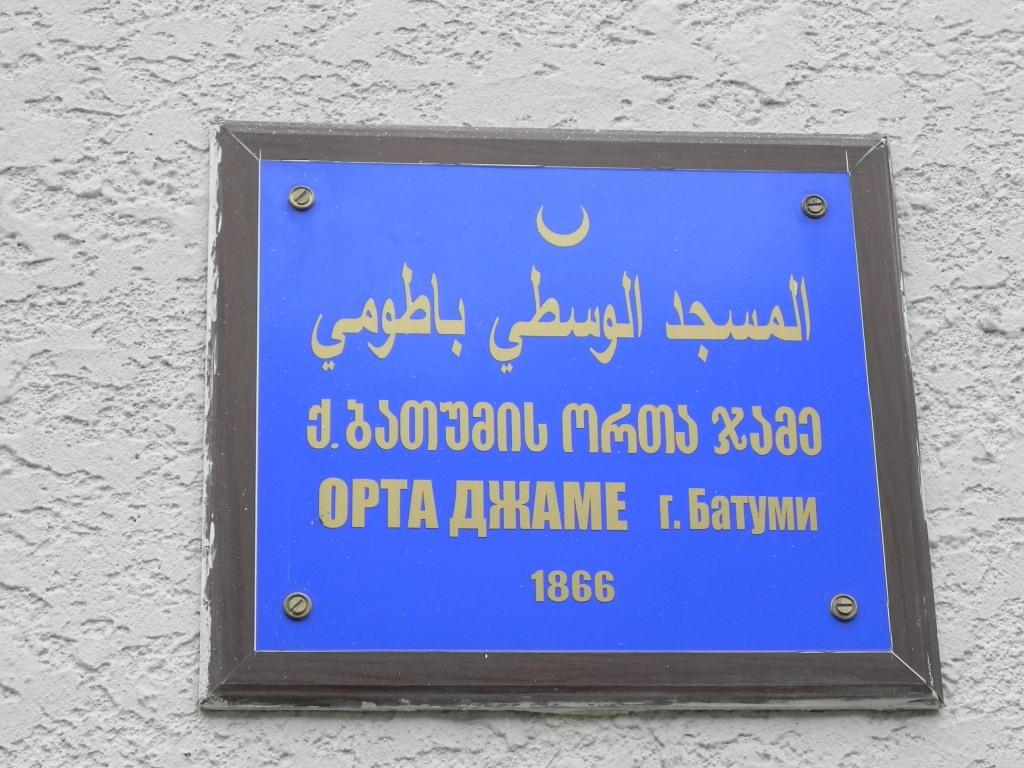 المسجد الوسطي باطومي
ქ. ბათუმის ორთა ჯამე
ОРТА ДЖАМЕ г. Батуми
1866